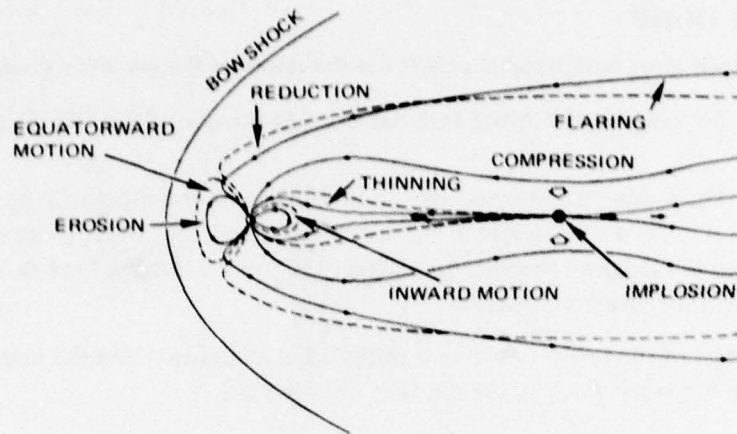 BOW SHOCK
REDUCTION
FLARING
EQUATORWARD
MOTION
COMPRESSION
THINNING
EROSION
INWARD MOTION
IMPLOSION